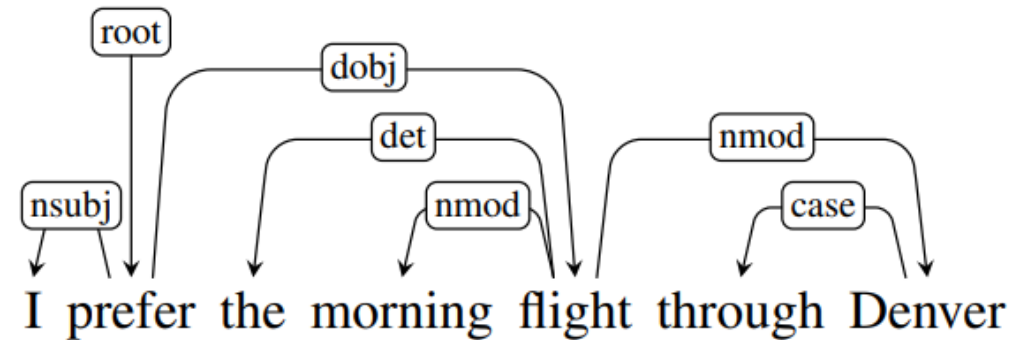 root
dobj
det nmod
nsubj nmod case
I prefer the morning flight through Denver